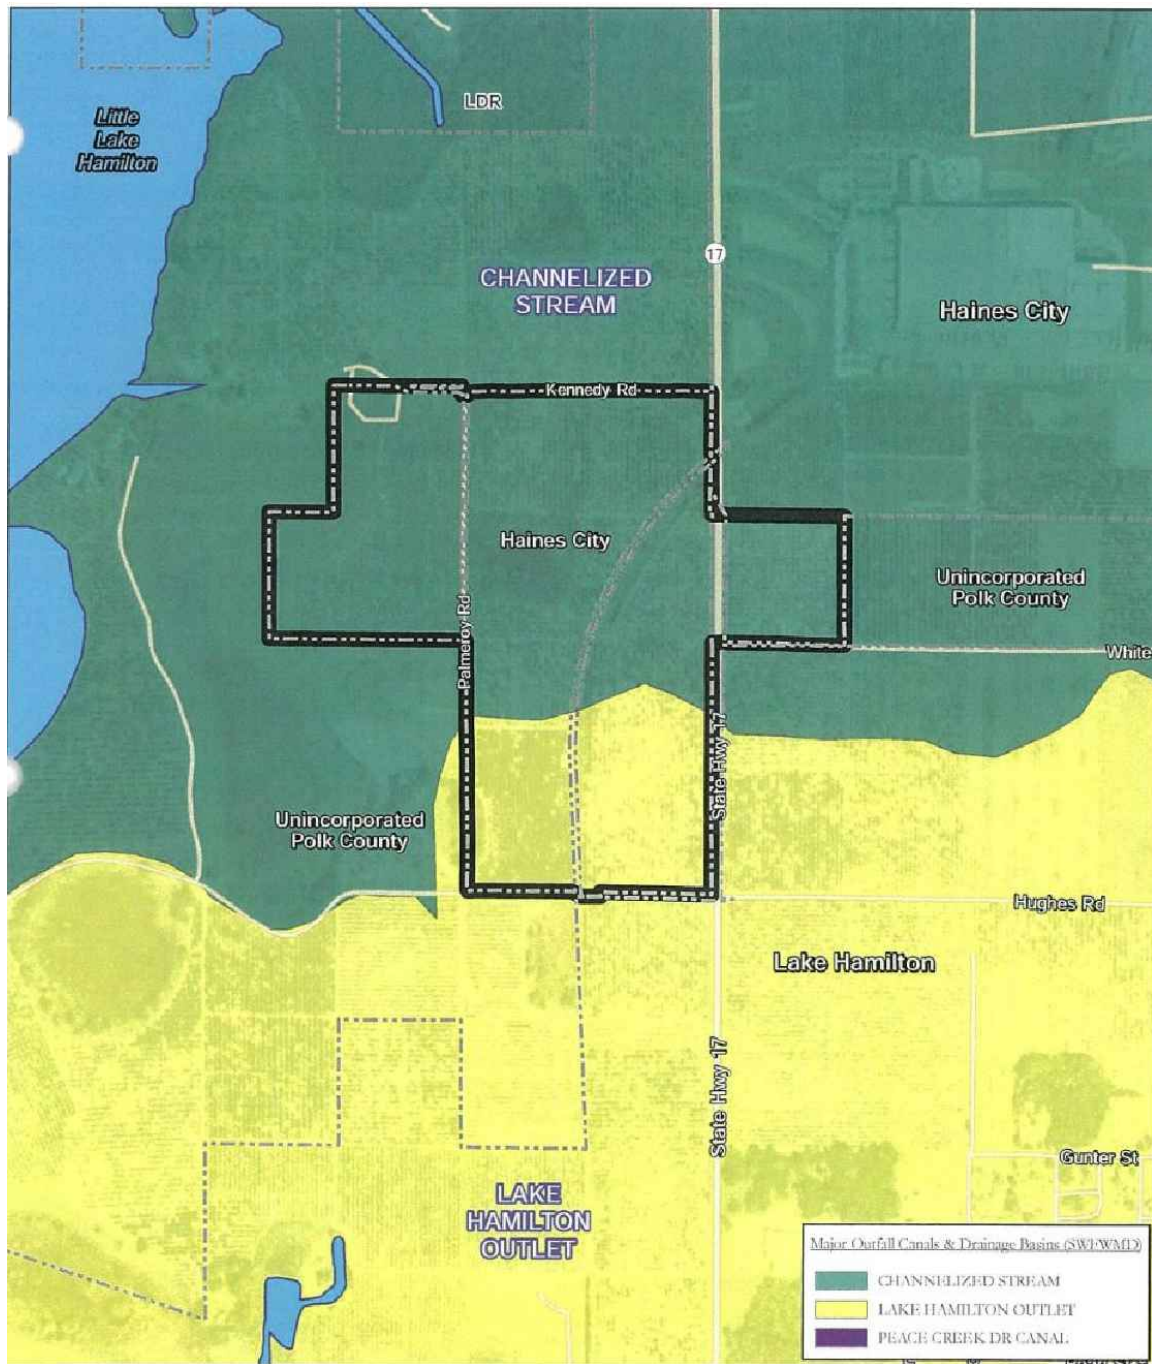 Little
Lake
Hamilton
LDR
17
CHANNELIZED
STREAM
Haines City
Kennedy Rd
Haines City
Unincorporated
Polk County
Palmeroy Rd
White
State Hwy 17
Unincorporated
Polk County
Hughes Rd
Lake Hamilton
State Hwy 17
Gunter St
LAKE
HAMILTON
OUTLET
Major Outfall Canals & Drainage Basins (SWFWMD)
CHANNELIZED STREAM
LAKE HAMILTON OUTLET
PEACE CREEK DR CANAL